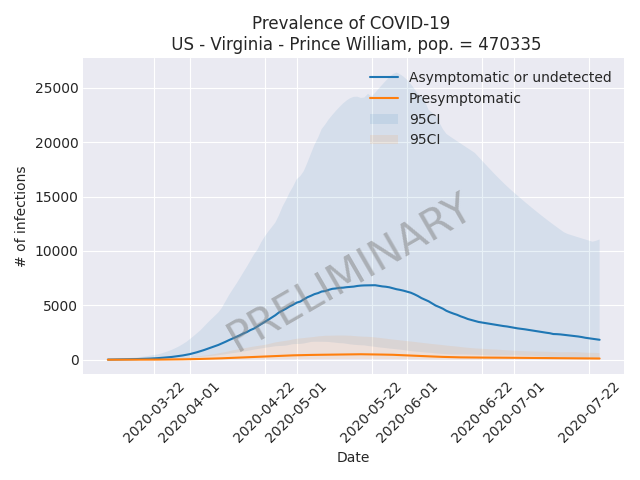 Prevalence of COVID-19
US - Virginia - Prince William, pop. = 470335
Asymptomatic or undetected
Presymptomatic
95CI
95CI
25000
20000
15000
10000
5000
0
# of infections
PRELIMINARY
2020-03-22
2020-04-01
2020-04-22
2020-05-01
2020-05-22
2020-06-01
2020-06-22
2020-07-01
2020-07-22
Date